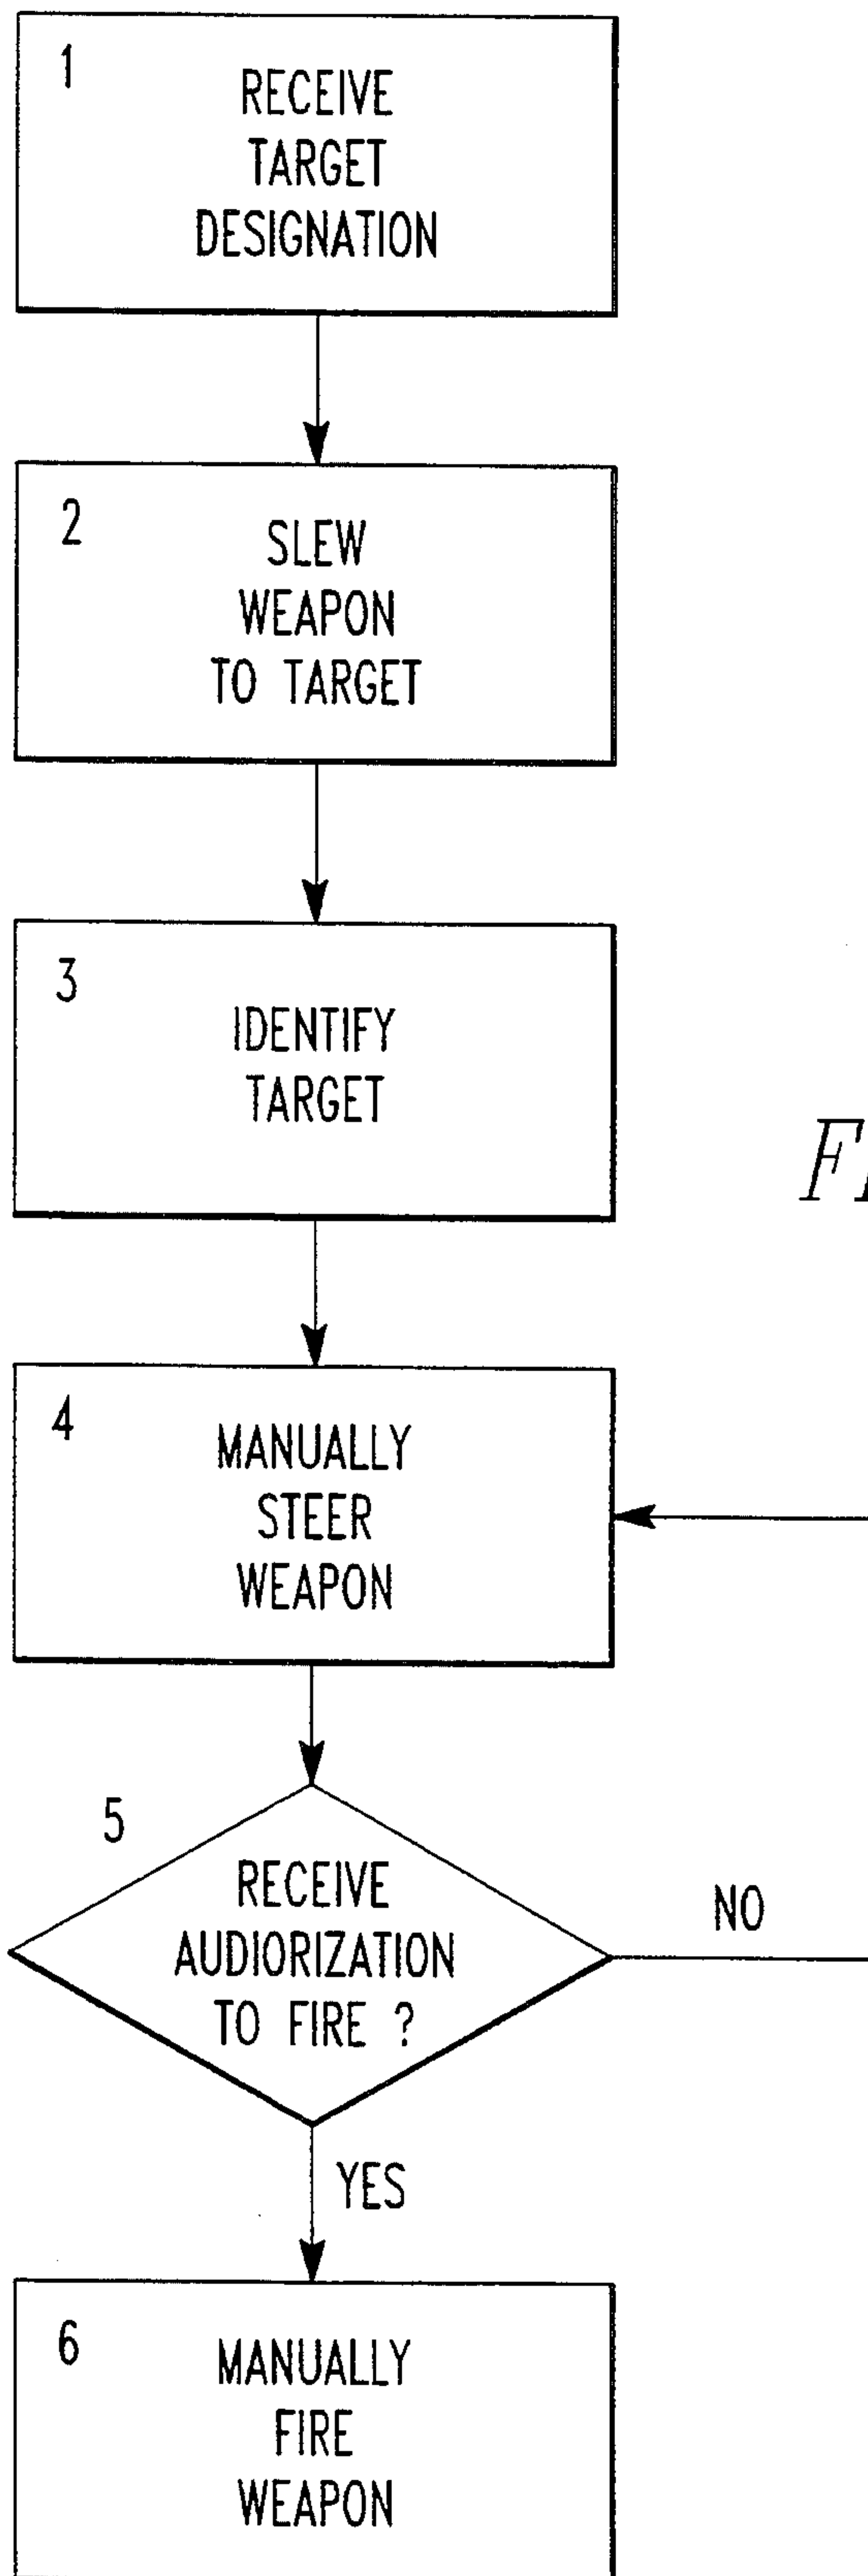 1
RECEIVE
TARGET
DESIGNATION
2
SLEW
WEAPON
TO TARGET
3
IDENTIFY
TARGET
4
MANUALLY
STEER
WEAPON
5
RECEIVE
AUDIORIZATION
TO FIRE ?
NO
YES
6
MANUALLY
FIRE
WEAPON